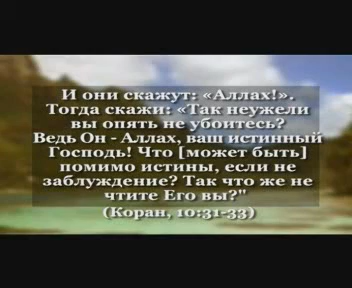 И они скажут: «Аллах!».
Тогда скажи: «Так неужели
вы опять не убоитесь?
Ведь Он - Аллах, ваш истинный
Господь! Что [может быть]
помимо истины, если не
заблуждение? Так что же не
чтите Его вы?"
(Коран, 10:31-33)